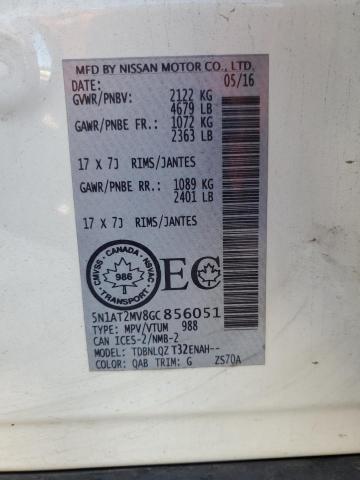 MFD BY NISSAN MOTOR CO., LTD.
DATE: 05/16
GVWR/PNBV: 2122 KG
4679 LB
GAWR/PNBE FR.: 1072 KG
2363 LB
17 X 7J RIMS/JANTES
GAWR/PNBE RR.: 1089 KG
2401 LB
17 X 7J RIMS/JANTES
CANADA
CMVSS NSVAC
986
TRANSPORT
EC
5N1AT2MV8GC856051
TYPE: MPV/VTUM 988
CAN ICES-2/NMB-2
MODEL: TDBNLQZ T32ENAH--
COLOR: QAB TRIM: G ZS70A